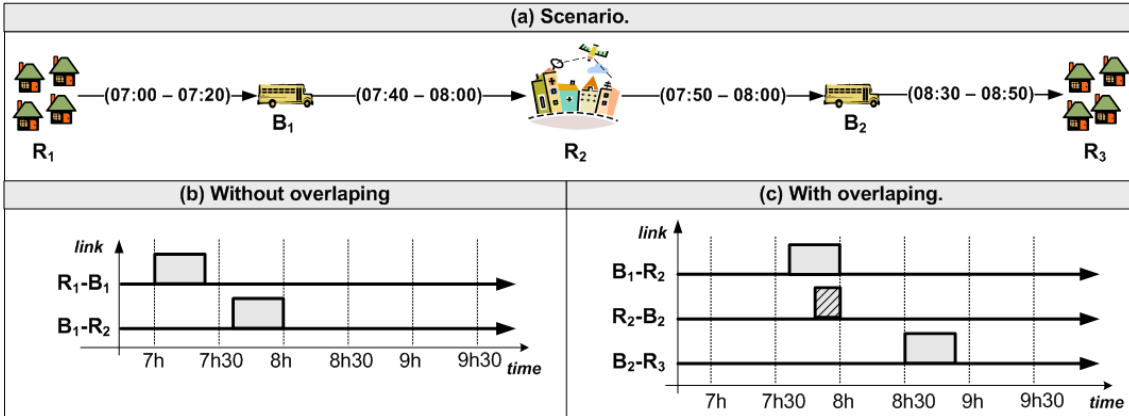 (a) Scenario.
(07:00 – 07:20)
(07:40 – 08:00)
(07:50 – 08:00)
(08:30 – 08:50)
R1
B1
R2
B2
R3
(b) Without overlaping
link
R1-B1
B1-R2
7h 7h30 8h 8h30 9h 9h30 time
(c) With overlaping.
link
B1-R2
R2-B2
B2-R3
7h 7h30 8h 8h30 9h 9h30 time